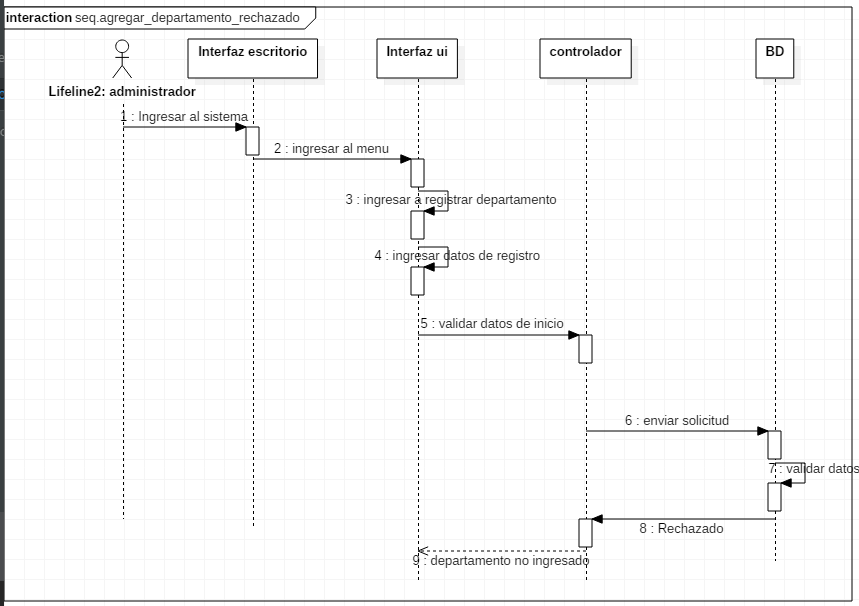 interaction seq.agregar_departamento_rechazado
Interfaz escritorio
Interfaz ui
controlador
BD
Lifeline2: administrador
1 : Ingresar al sistema
2 : ingresar al menu
3 : ingresar a registrar departamento
4 : ingresar datos de registro
5 : validar datos de inicio
6 : enviar solicitud
7 : validar datos
8 : Rechazado
9 : departamento no ingresado